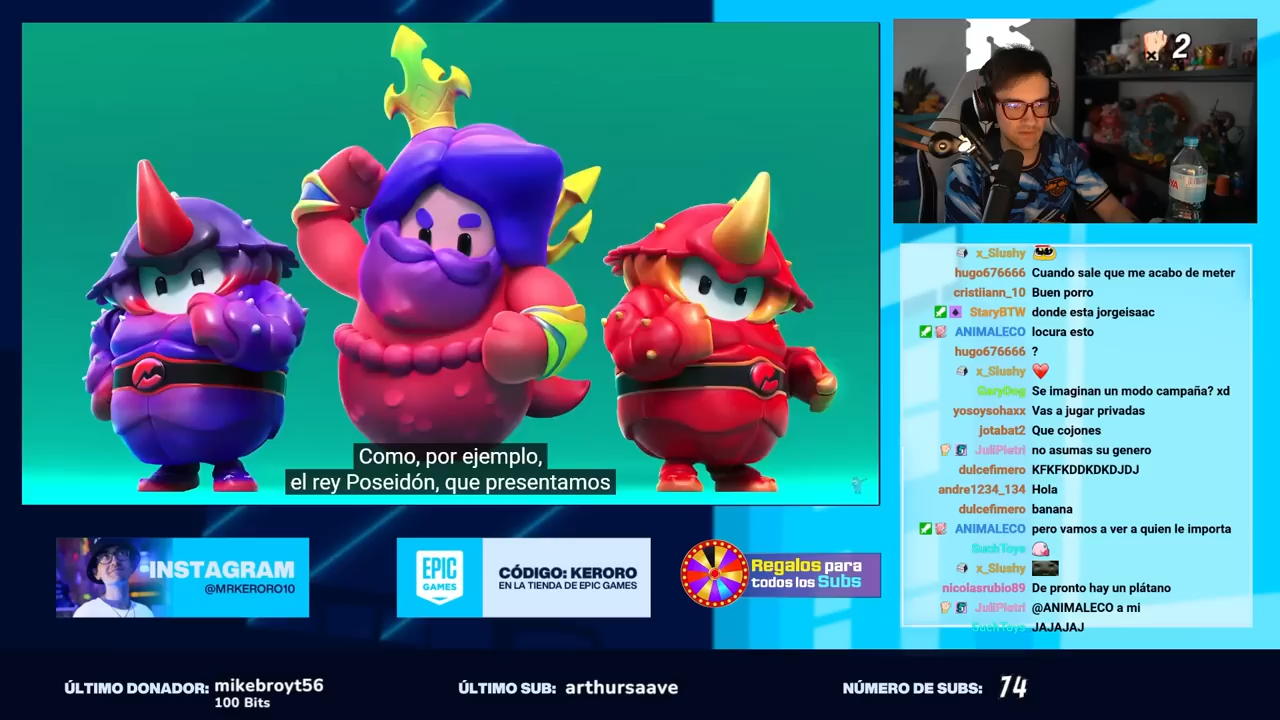 2
Como, por ejemplo,
el rey Poseidón, que presentamos
x_Slushy
hugo676666 Cuando sale que me acabo de meter
cristiiann_10 Buen porro
StaryBTW donde esta jorgeisaac
ANIMALECO locura esto
hugo676666 ?
x_Slushy
GaryDog Se imaginan un modo campaña? xd
yosoysohaxx Vas a jugar privadas
jotabat2 Que cojones
JuliPietri no asumas su genero
dulcefimero KFKFKDDKDKDJDJ
andre1234_134 Hola
dulcefimero banana
ANIMALECO pero vamos a ver a quien le importa
SuchToys
x_Slushy
nicolasrubio89 De pronto hay un plátano
JuliPietri @ANIMALECO a mi
SuchToys JAJAJAJ
INSTAGRAM
@MRKERORO10
EPIC
GAMES
CÓDIGO: KERORO
EN LA TIENDA DE EPIC GAMES
Regalos para
todos los Subs
ÚLTIMO DONADOR: mikebroyt56
100 Bits
ÚLTIMO SUB: arthursaave
NÚMERO DE SUBS: 74